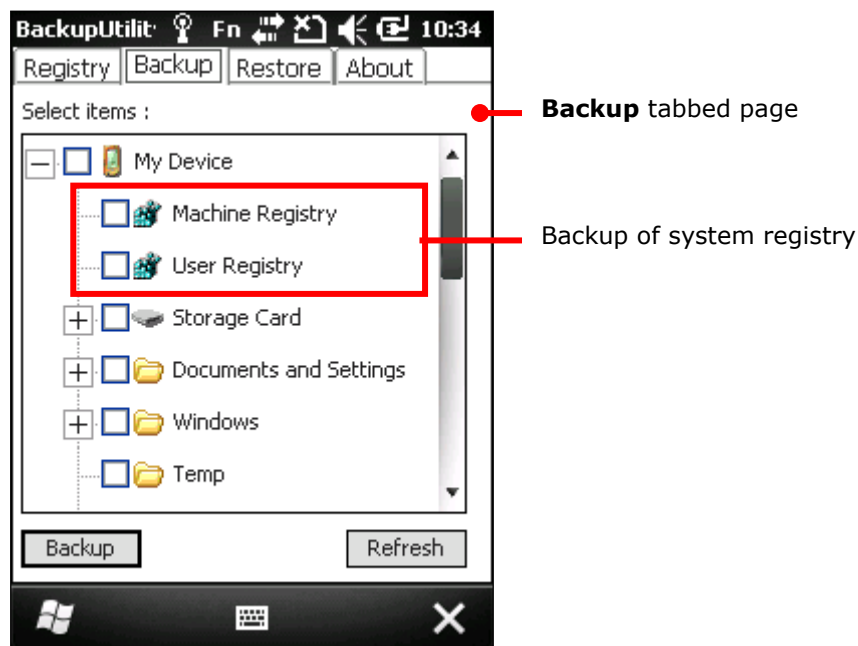 BackupUtilit Fn 10:34
Registry Backup Restore About
Select items :
Backup tabbed page
My Device
Machine Registry
Backup of system registry
User Registry
Storage Card
Documents and Settings
Windows
Temp
Backup Refresh